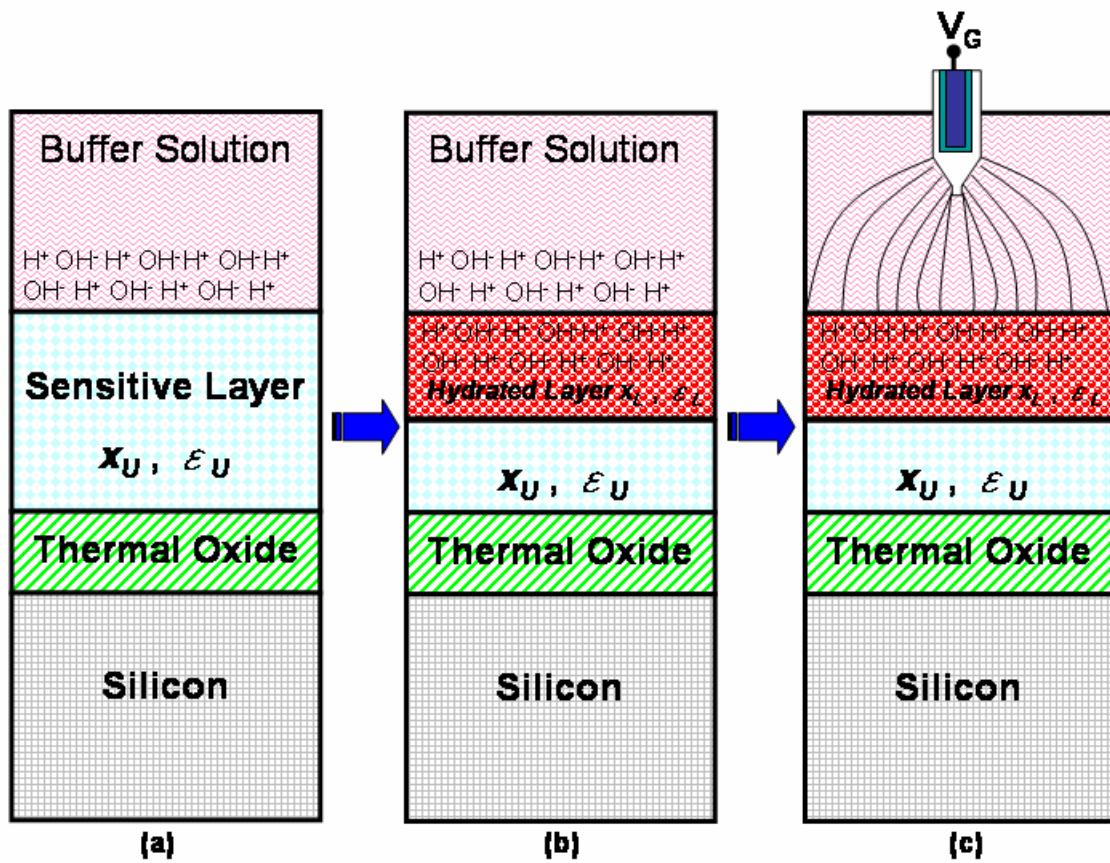 V_G
Buffer Solution
H⁺ OH⁻ H⁺ OH⁻H⁺ OH⁻H⁺
OH⁻ H⁺ OH⁻ H⁺ OH⁻ H⁺
Sensitive Layer
x_U , ε_U
Thermal Oxide
Silicon
(a)
Buffer Solution
H⁺ OH⁻ H⁺ OH⁻H⁺ OH⁻H⁺
OH⁻ H⁺ OH⁻ H⁺ OH⁻ H⁺
H⁺ OH⁻H⁺ OH⁻H⁺ OH⁻H⁺
OH⁻ H⁺ OH⁻ H⁺ OH⁻ H⁺
Hydrated Layer x_L , ε_L
x_U , ε_U
Thermal Oxide
Silicon
(b)
H⁺ OH⁻H⁺ OH⁻H⁺ OH⁻H⁺
OH⁻ H⁺ OH⁻ H⁺ OH⁻ H⁺
Hydrated Layer x_L , ε_L
x_U , ε_U
Thermal Oxide
Silicon
(c)